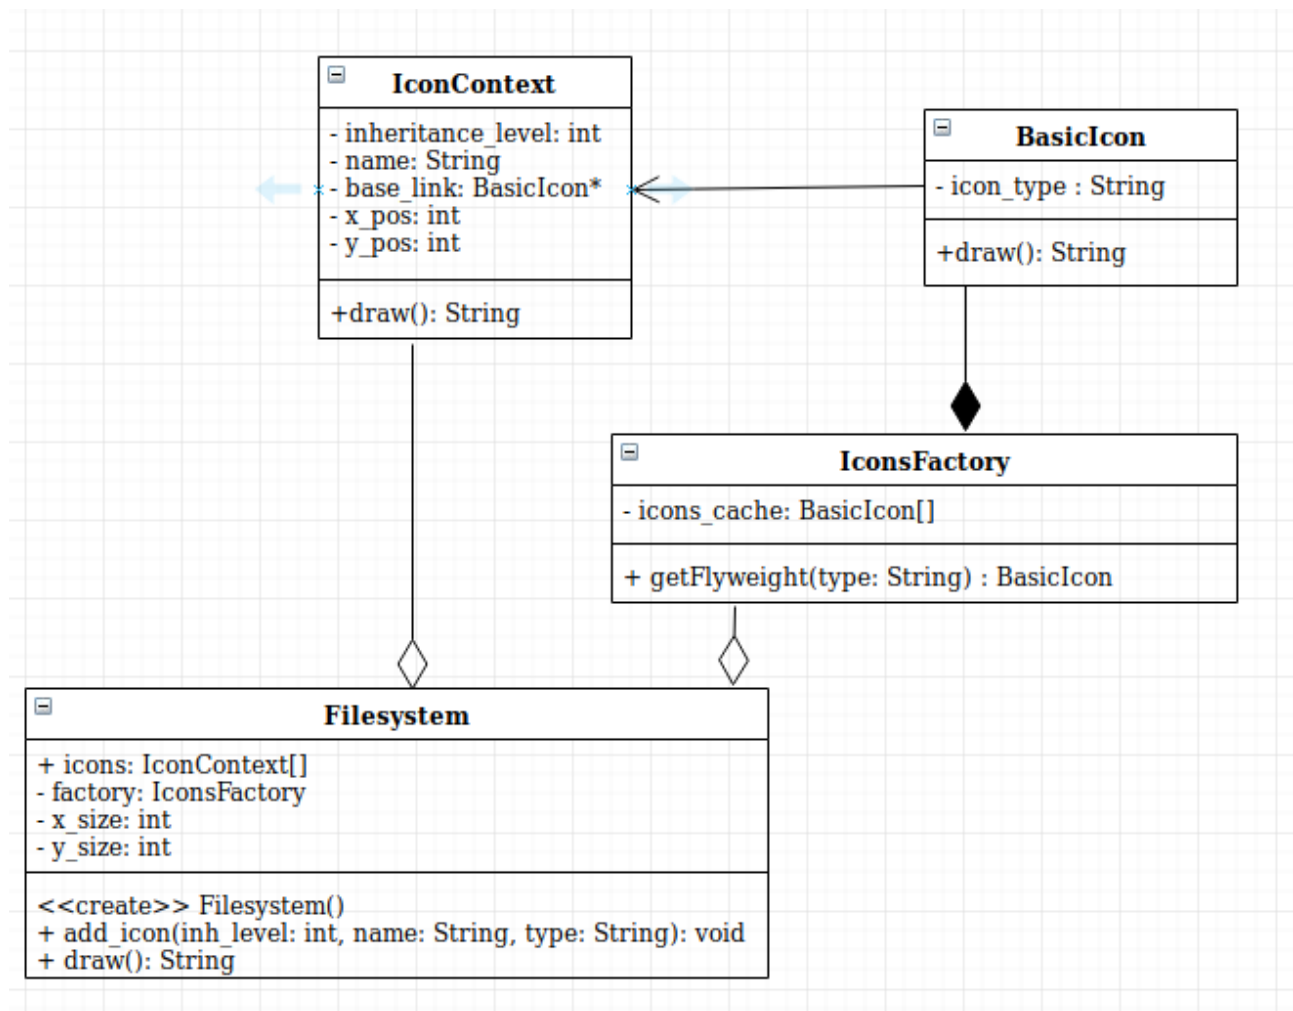 IconContext
- inheritance_level: int
- name: String
- base_link: BasicIcon*
- x_pos: int
- y_pos: int
+draw(): String
BasicIcon
- icon_type : String
+draw(): String
IconsFactory
- icons_cache: BasicIcon[]
+ getFlyweight(type: String) : BasicIcon
Filesystem
+ icons: IconContext[]
- factory: IconsFactory
- x_size: int
- y_size: int
<<create>> Filesystem()
+ add_icon(inh_level: int, name: String, type: String): void
+ draw(): String